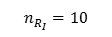 n_{R_I} = 10